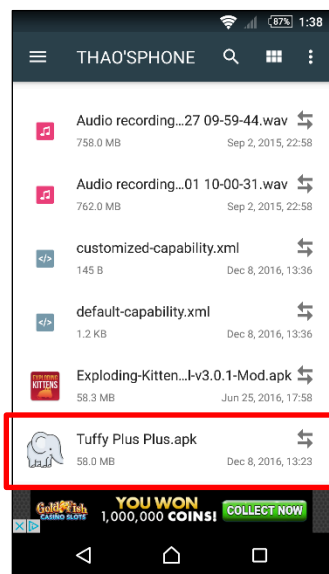 87% 1:38
THAO'SPHONE
Audio recording...27 09-59-44.wav
758.0 MB Sep 2, 2015, 22:58
Audio recording...01 10-00-31.wav
762.0 MB Sep 2, 2015, 22:58
customized-capability.xml
145 B Dec 8, 2016, 13:36
default-capability.xml
1.2 KB Dec 8, 2016, 13:36
EXPLODING
KITTENS
Exploding-Kitten...l-v3.0.1-Mod.apk
58.3 MB Jun 25, 2016, 17:58
Tuffy Plus Plus.apk
58.0 MB Dec 8, 2016, 13:23
GoldFish
CASINO SLOTS
YOU WON
1,000,000 COINS!
COLLECT NOW